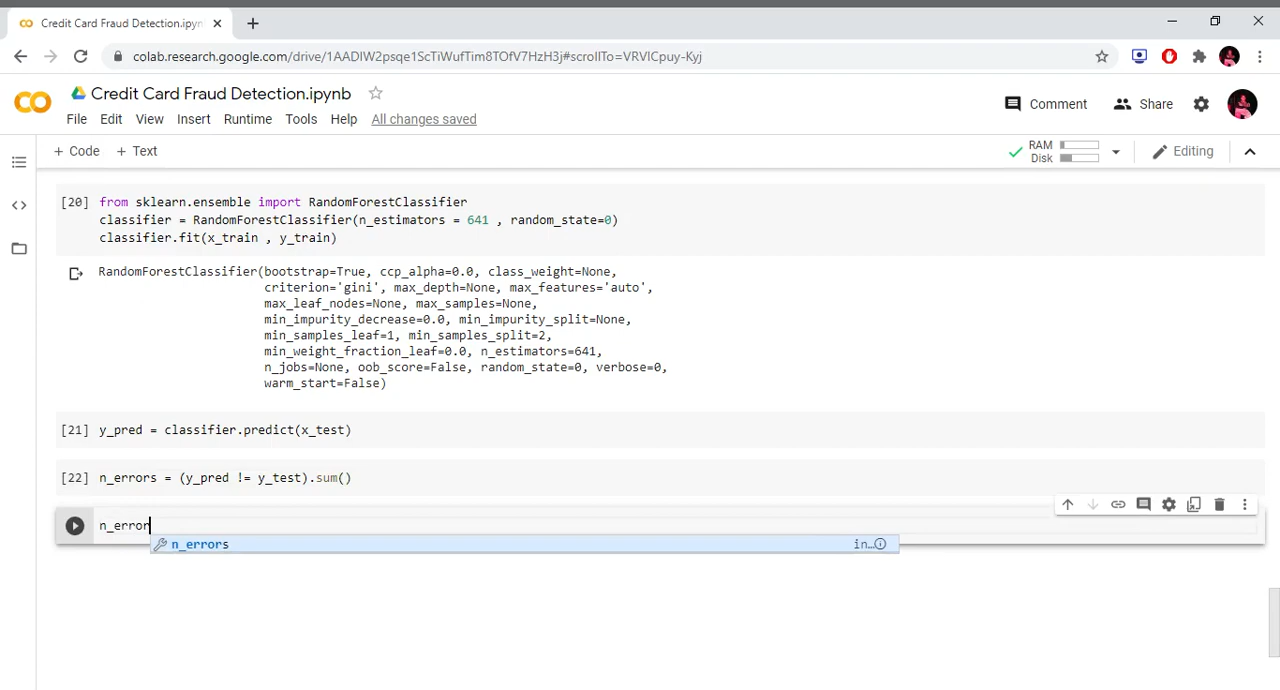 Credit Card Fraud Detection.ipyn
colab.research.google.com/drive/1AADIW2psqe1ScTiWufTim8TOfV7HzH3j#scrollTo=VRVlCpuy-Kyj
CO
Credit Card Fraud Detection.ipynb
Comment
Share
File Edit View Insert Runtime Tools Help All changes saved
+ Code + Text
RAM
Disk
Editing
[20] from sklearn.ensemble import RandomForestClassifier
classifier = RandomForestClassifier(n_estimators = 641 , random_state=0)
classifier.fit(x_train , y_train)
RandomForestClassifier(bootstrap=True, ccp_alpha=0.0, class_weight=None,
criterion='gini', max_depth=None, max_features='auto',
max_leaf_nodes=None, max_samples=None,
min_impurity_decrease=0.0, min_impurity_split=None,
min_samples_leaf=1, min_samples_split=2,
min_weight_fraction_leaf=0.0, n_estimators=641,
n_jobs=None, oob_score=False, random_state=0, verbose=0,
warm_start=False)
[21] y_pred = classifier.predict(x_test)
[22] n_errors = (y_pred != y_test).sum()
n_error
n_errors in…